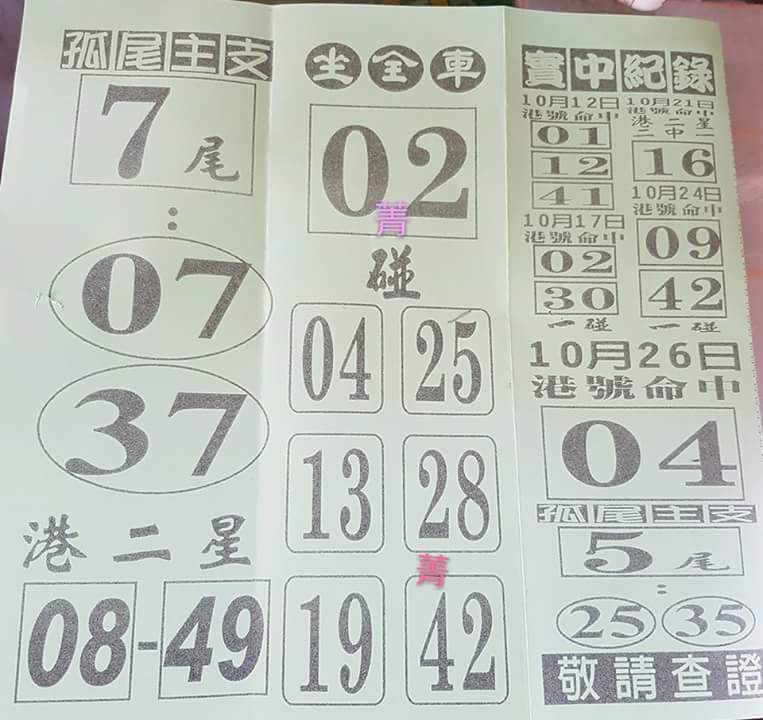 孤尾主支
7尾
:
07
37
港二星
08-49
坐全車
02
菁
碰
04 25
13 28
菁
19 42
實中紀錄
10月12日
港號命中
01
12
41
10月17日
港號命中
02
30
一碰
10月21日
港二星
二中一
16
10月24日
港號命中
09
42
一碰
10月26日
港號命中
04
孤尾主支
5尾
:
25 35
敬請查證